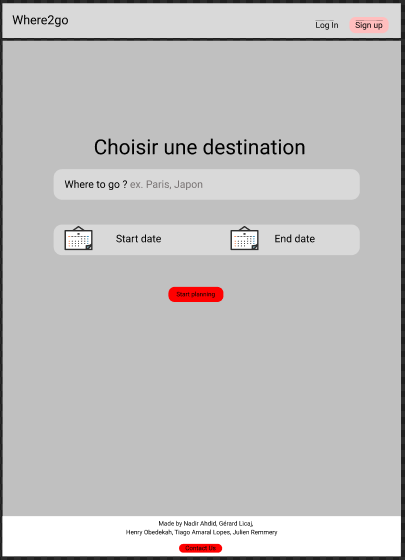 Where2go
Log In
Sign up
Choisir une destination
Where to go ? ex. Paris, Japon
Start date
End date
Start planning
Made by Nadir Ahdid, Gérard Licaj,
Henry Obedekah, Tiago Amaral Lopes, Julien Remmery
Contact Us